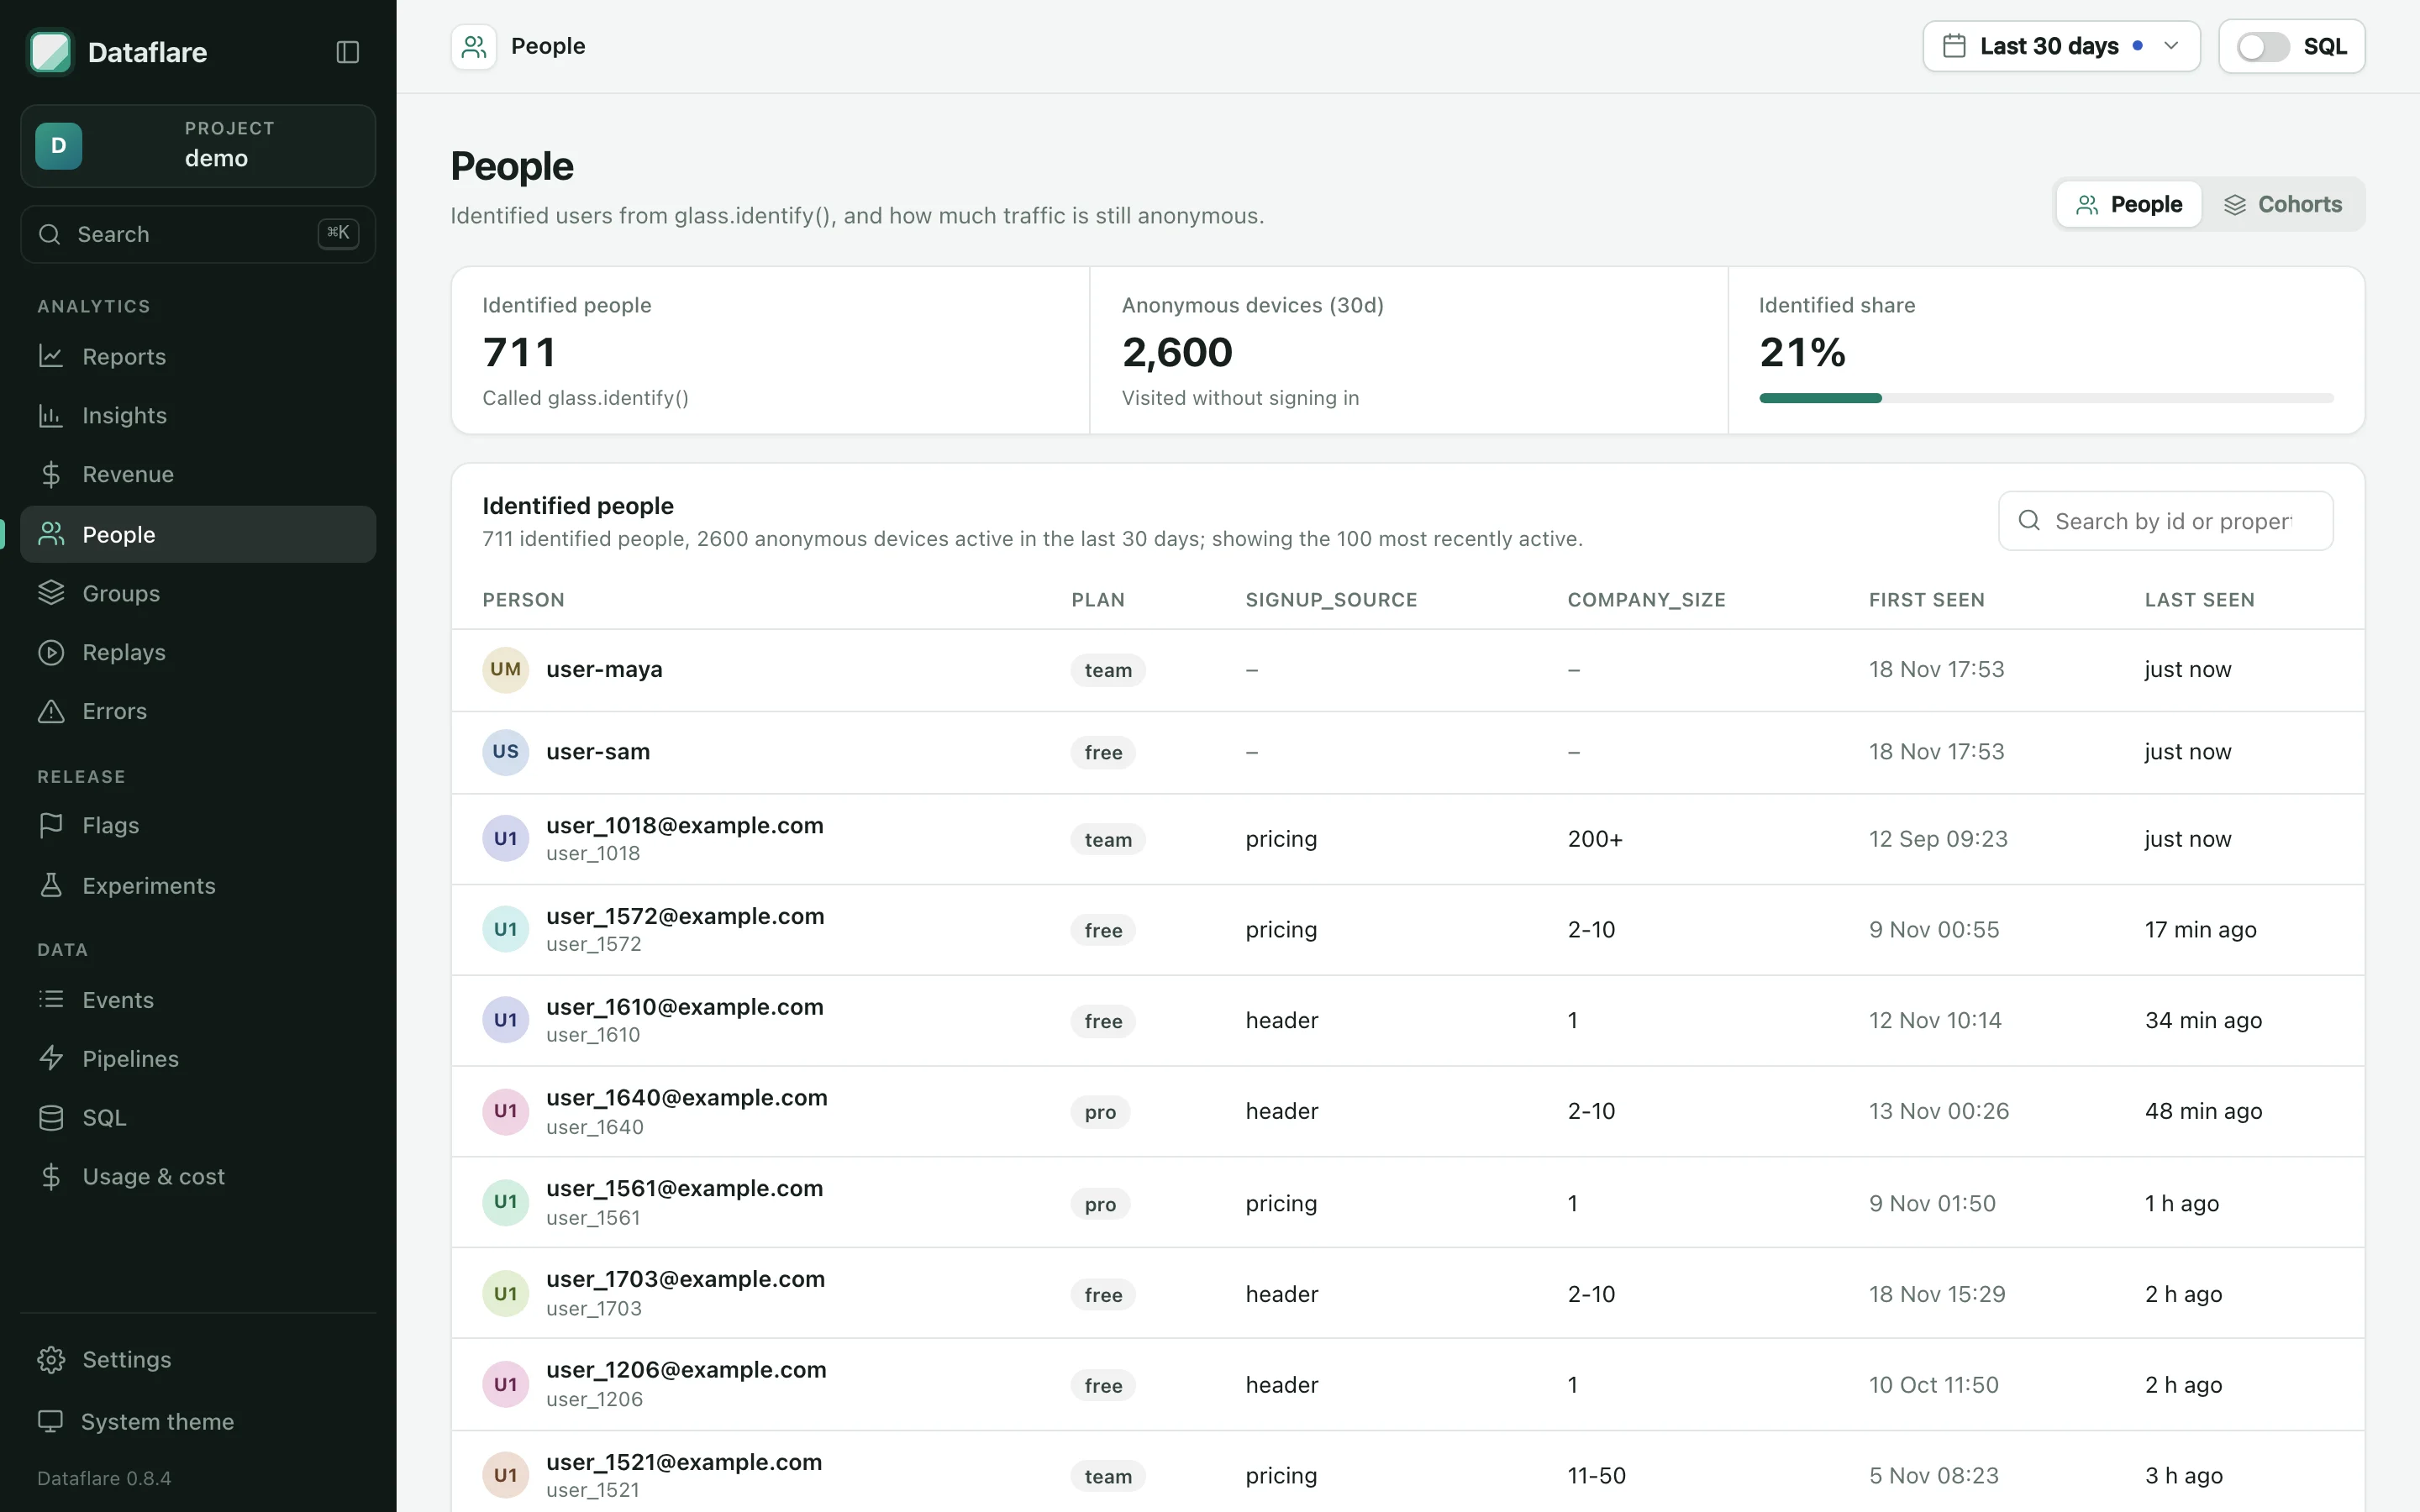 Dataflare
D
PROJECT
demo
Search
⌘K
ANALYTICS
Reports
Insights
Revenue
People
Groups
Replays
Errors
RELEASE
Flags
Experiments
DATA
Events
Pipelines
SQL
Usage & cost
Settings
System theme
Dataflare 0.8.4
People
Last 30 days
SQL
People
Identified users from glass.identify(), and how much traffic is still anonymous.
People
Cohorts
Identified people
711
Called glass.identify()
Anonymous devices (30d)
2,600
Visited without signing in
Identified share
21%
Identified people
711 identified people, 2600 anonymous devices active in the last 30 days; showing the 100 most recently active.
Search by id or proper
PERSON PLAN SIGNUP_SOURCE COMPANY_SIZE FIRST SEEN LAST SEEN
UM user-maya team – – 18 Nov 17:53 just now
US user-sam free – – 18 Nov 17:53 just now
U1 user_1018@example.com team pricing 200+ 12 Sep 09:23 just now
user_1018
U1 user_1572@example.com free pricing 2-10 9 Nov 00:55 17 min ago
user_1572
U1 user_1610@example.com free header 1 12 Nov 10:14 34 min ago
user_1610
U1 user_1640@example.com pro header 2-10 13 Nov 00:26 48 min ago
user_1640
U1 user_1561@example.com pro pricing 1 9 Nov 01:50 1 h ago
user_1561
U1 user_1703@example.com free header 2-10 18 Nov 15:29 2 h ago
user_1703
U1 user_1206@example.com free header 1 10 Oct 11:50 2 h ago
user_1206
U1 user_1521@example.com team pricing 11-50 5 Nov 08:23 3 h ago
user_1521